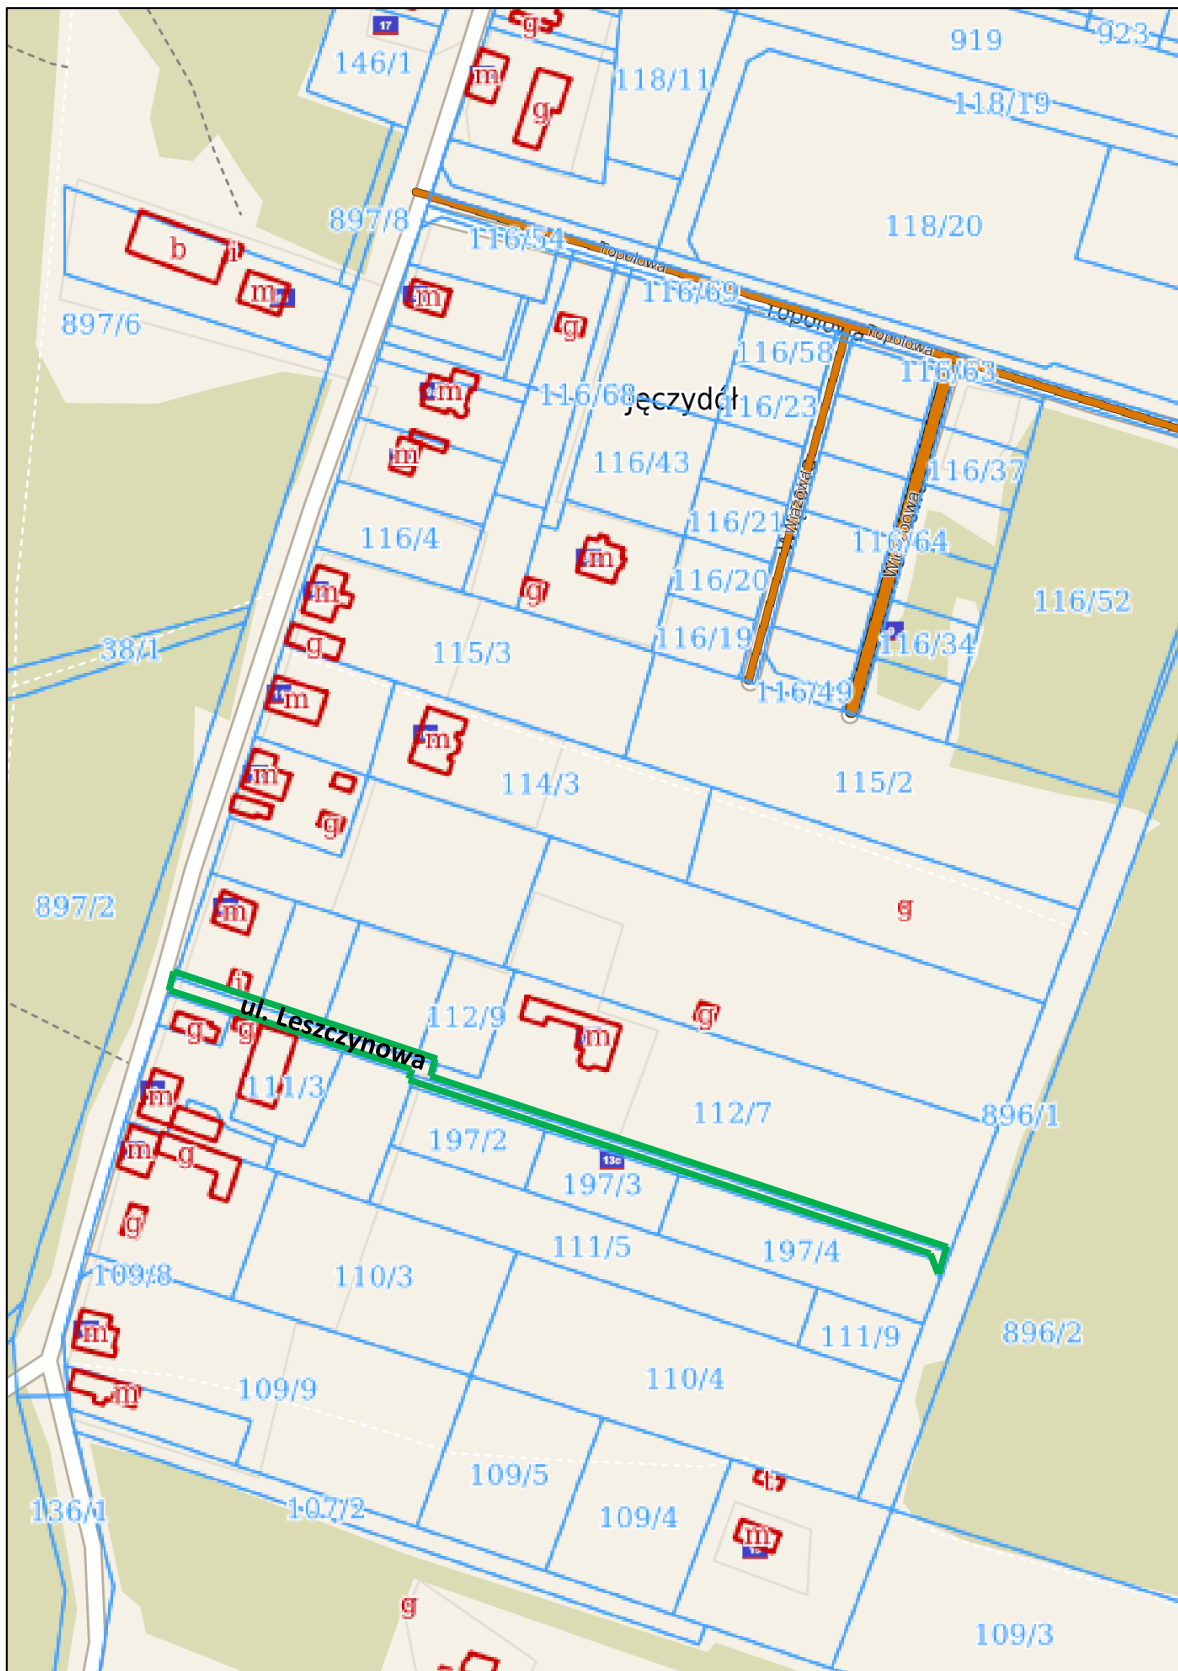 17
g
919
923
146/1
m
118/11
g
118/19
897/8
118/20
116/54
Topolowa
b
i
m
116/69
897/6
m
g
Topolowa
Topolowa
116/58
116/63
m
116/68
jęczydół
116/23
m
116/43
116/37
Wiązowa
116/4
116/21
116/64
m
m
g
116/20
116/52
g
116/19
116/34
38/1
115/3
m
116/49
m
m
114/3
115/2
g
897/2
m
g
i
ul. Leszczynowa
g
g
112/9
m
g
m
111/3
112/7
896/1
m
g
197/2
13c
197/3
g
111/5
197/4
109/8
110/3
m
111/9
896/2
m
109/9
110/4
t
109/5
136/1
107/2
109/4
m
g
109/3